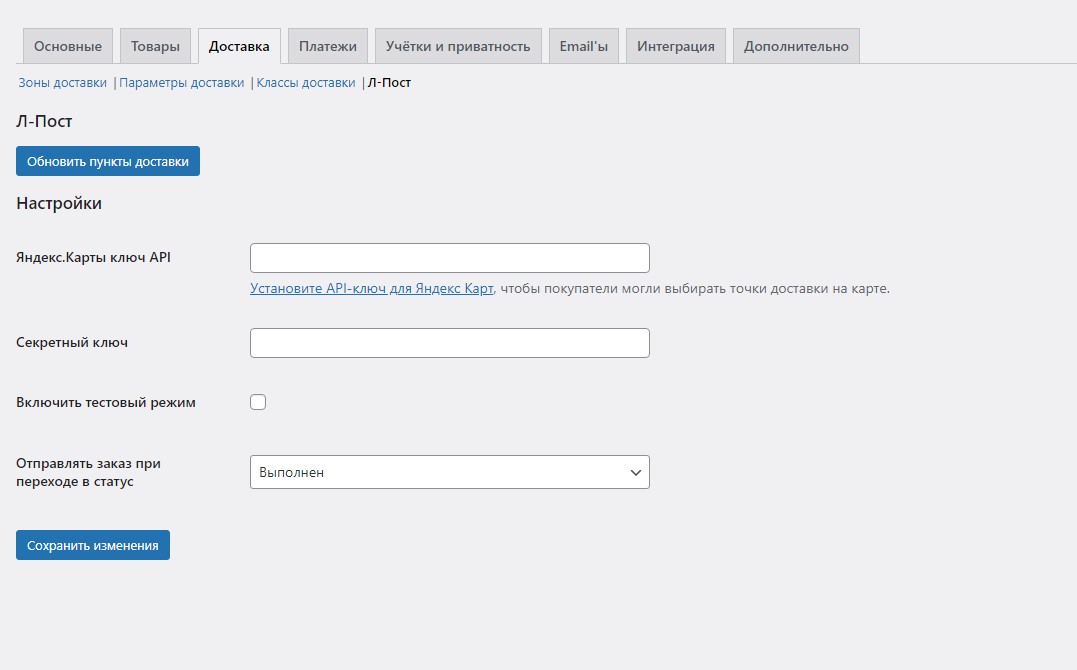 Основные Товары Доставка Платежи Учётки и приватность Email'ы Интеграция Дополнительно
Зоны доставки | Параметры доставки | Классы доставки | Л-Пост
Л-Пост
Обновить пункты доставки
Настройки
Яндекс.Карты ключ API
Установите API-ключ для Яндекс Карт, чтобы покупатели могли выбирать точки доставки на карте.
Секретный ключ
Включить тестовый режим
Отправлять заказ при
переходе в статус
Выполнен
Сохранить изменения